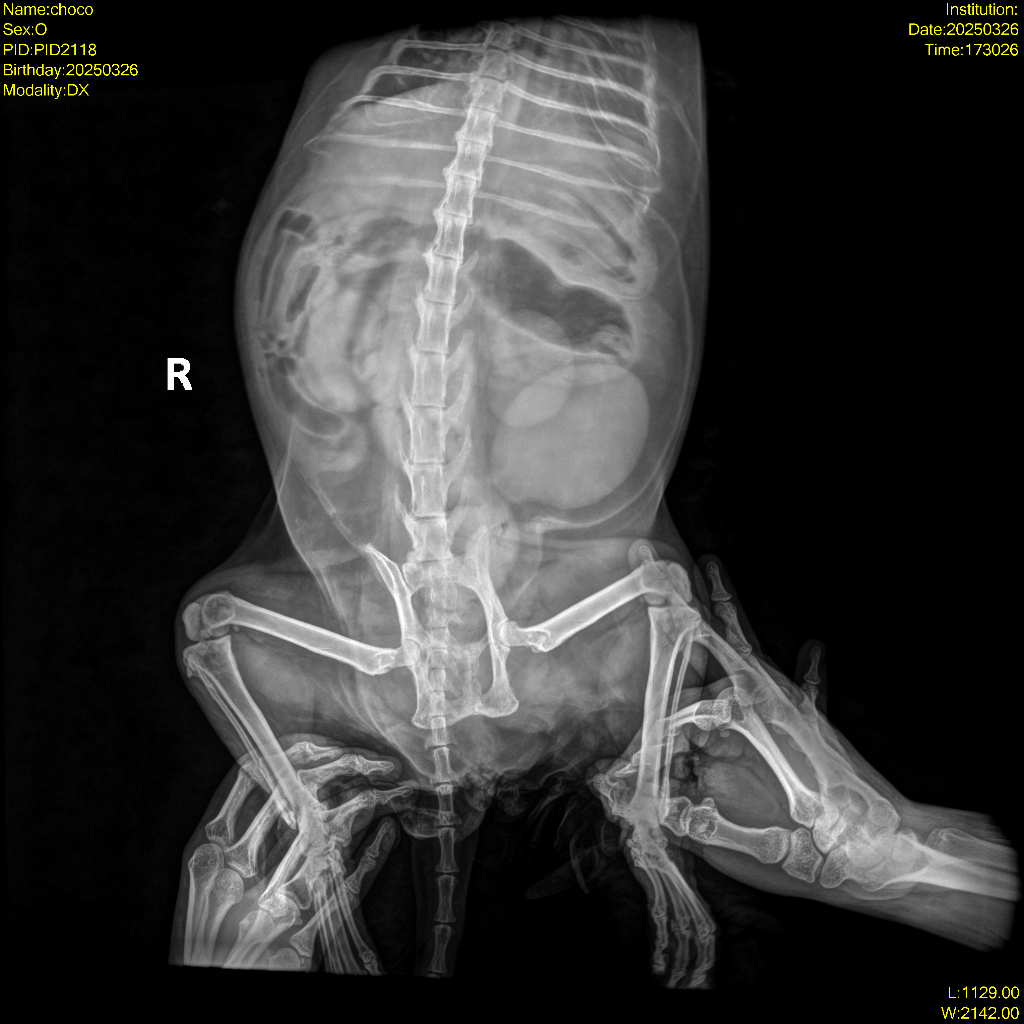 Name:choco
Sex:O
PID:PID2118
Birthday:20250326
Modality:DX
Institution:
Date:20250326
Time:173026
R
L:1129.00
W:2142.00